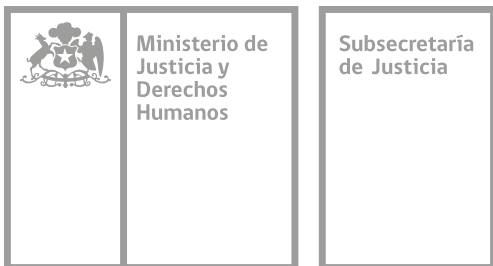 Ministerio de
Justicia y
Derechos
Humanos
Subsecretaría
de Justicia